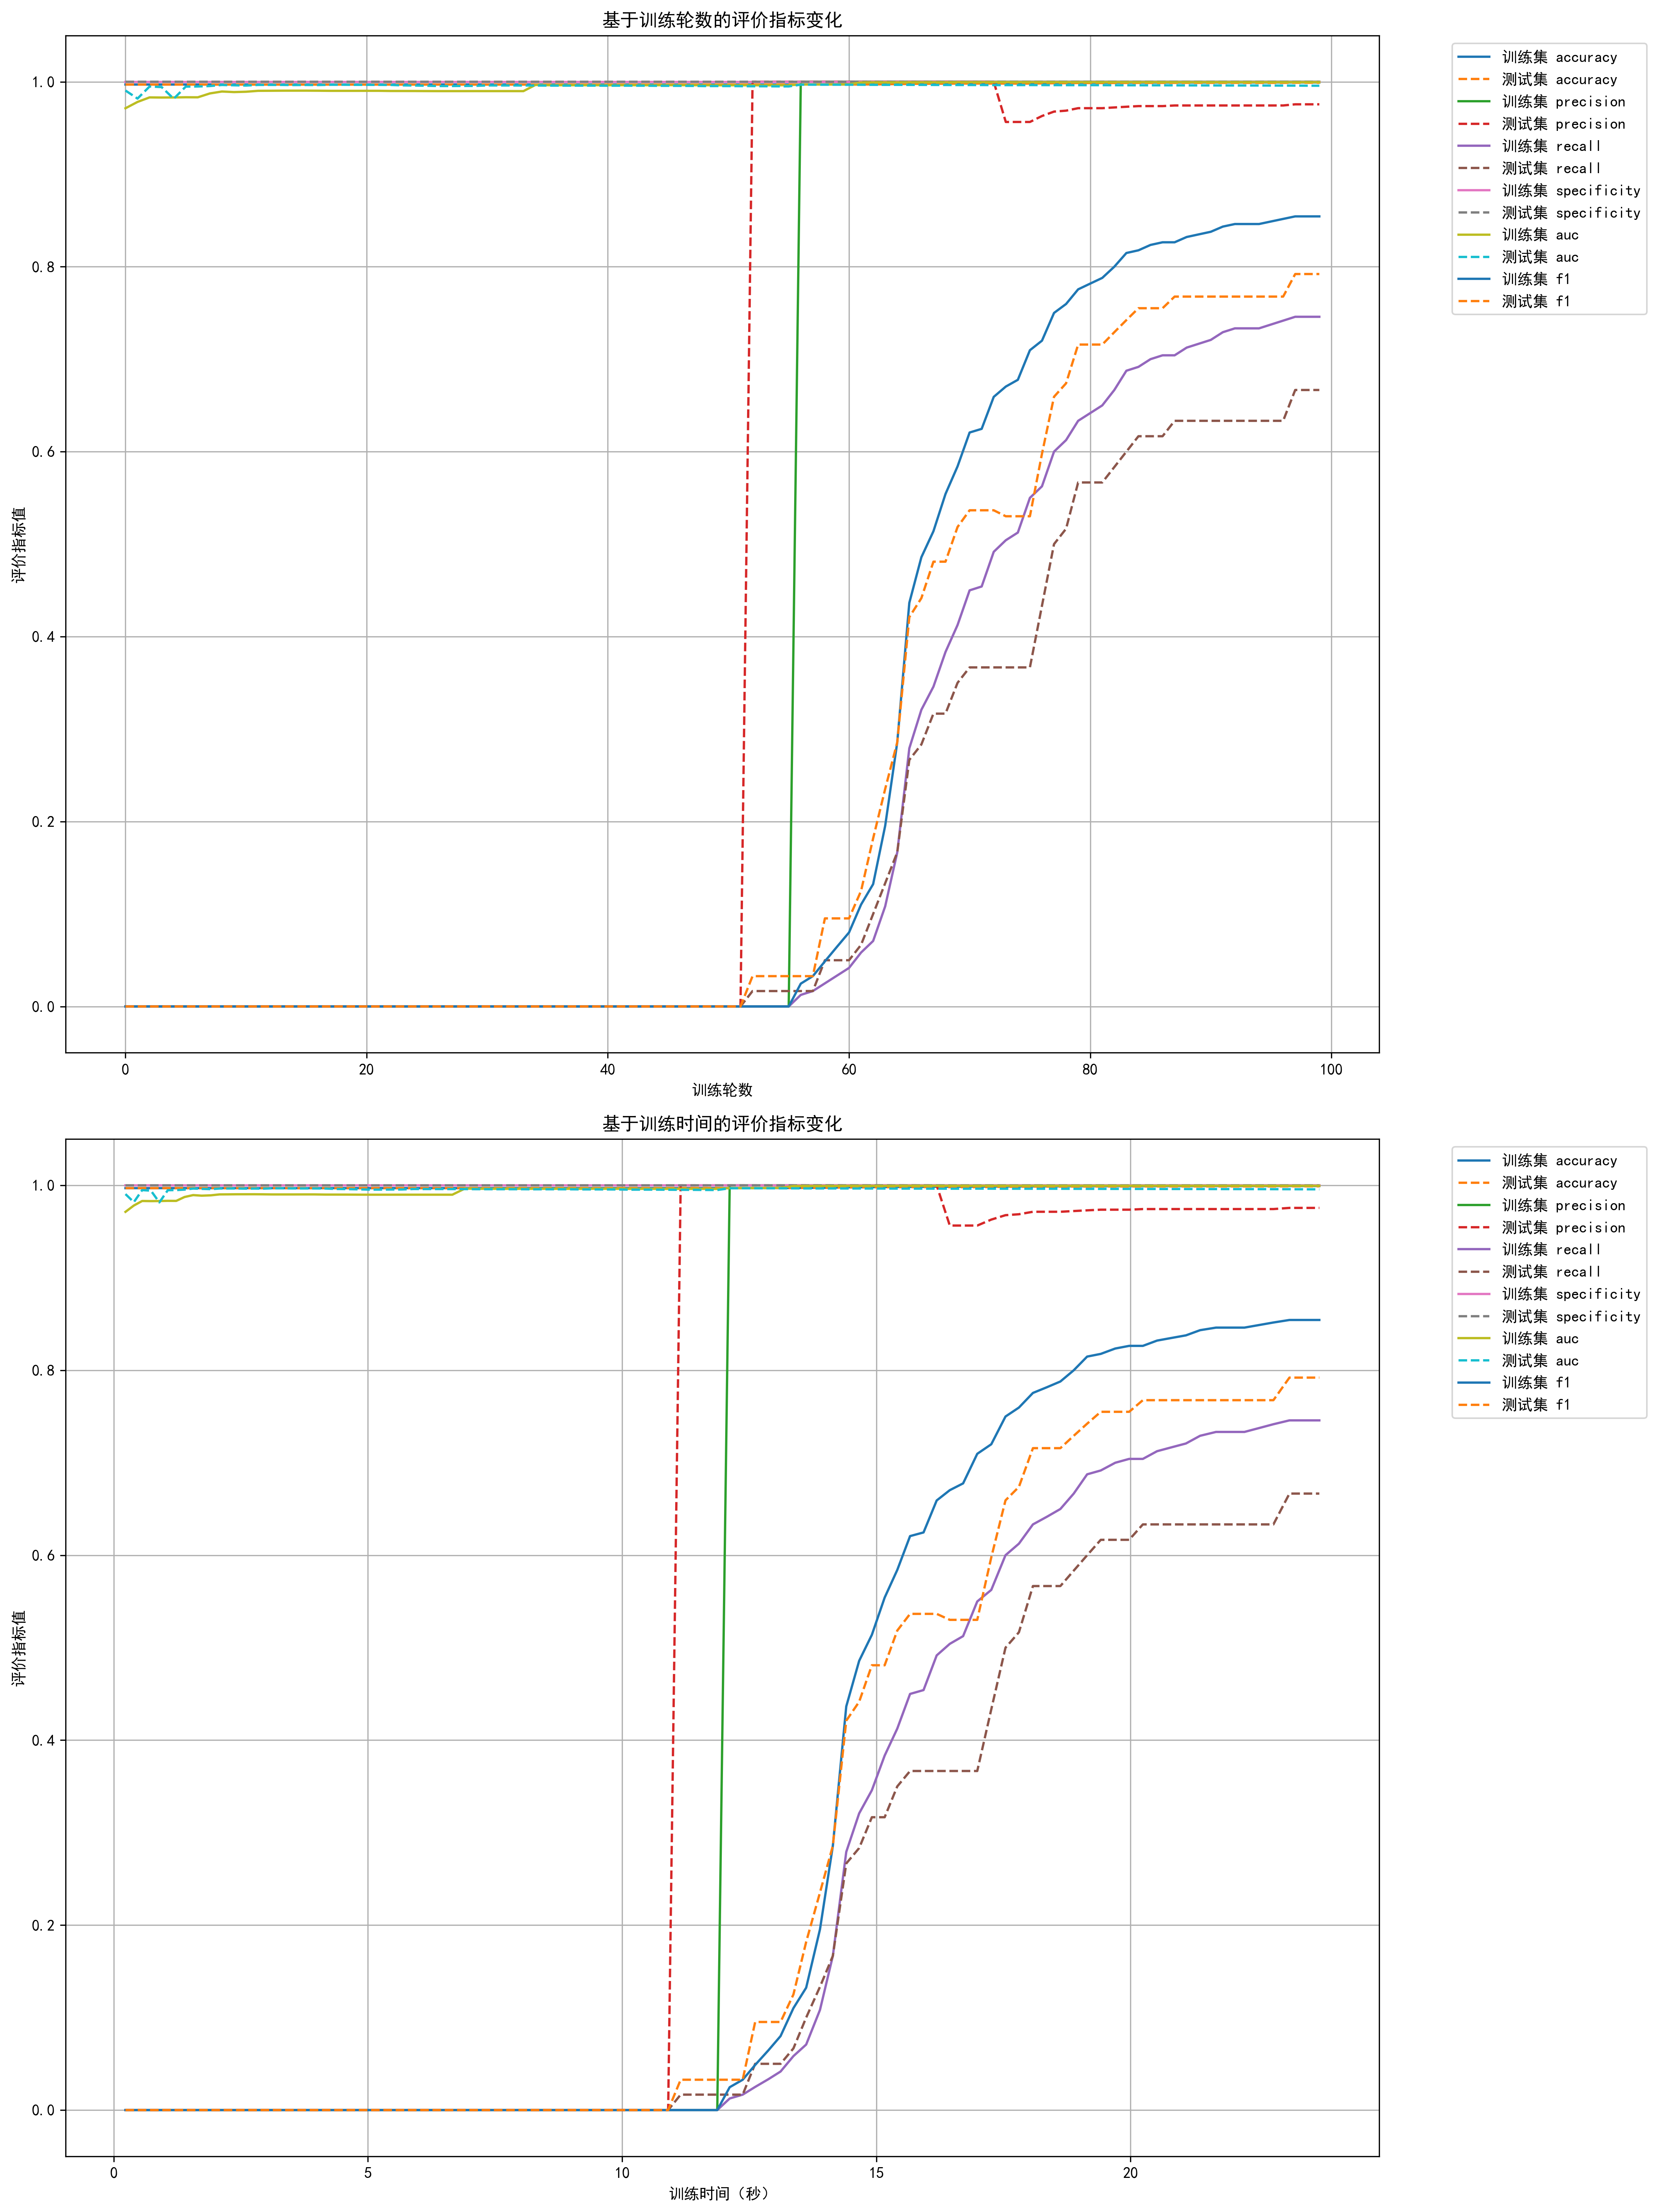 基于训练轮数的评价指标变化
1.0
0.8
0.6
0.4
0.2
0.0
评价指标值
0 20 40 60 80 100
训练轮数
训练集 accuracy
测试集 accuracy
训练集 precision
测试集 precision
训练集 recall
测试集 recall
训练集 specificity
测试集 specificity
训练集 auc
测试集 auc
训练集 f1
测试集 f1
基于训练时间的评价指标变化
1.0
0.8
0.6
0.4
0.2
0.0
评价指标值
0 5 10 15 20
训练时间（秒）
训练集 accuracy
测试集 accuracy
训练集 precision
测试集 precision
训练集 recall
测试集 recall
训练集 specificity
测试集 specificity
训练集 auc
测试集 auc
训练集 f1
测试集 f1